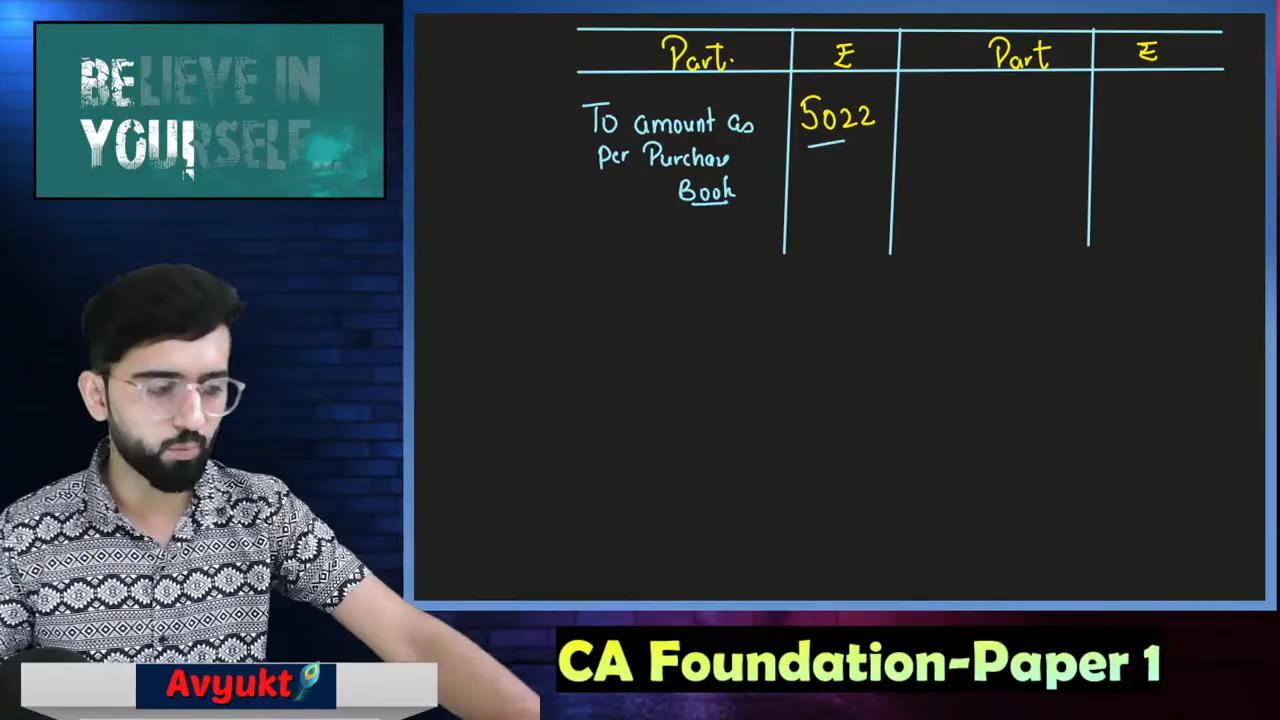 BELIEVE IN
YOURSELF...
Part. ₹ Part ₹
To amount as 5022
per Purchase
Book
Avyukt
CA Foundation-Paper 1